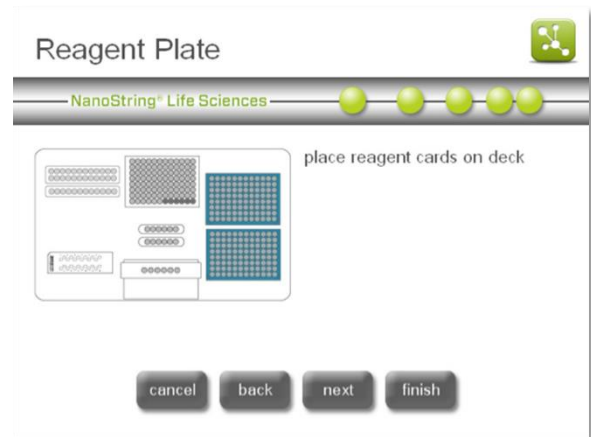 Reagent Plate
NanoString® Life Sciences
place reagent cards on deck
cancel back next finish